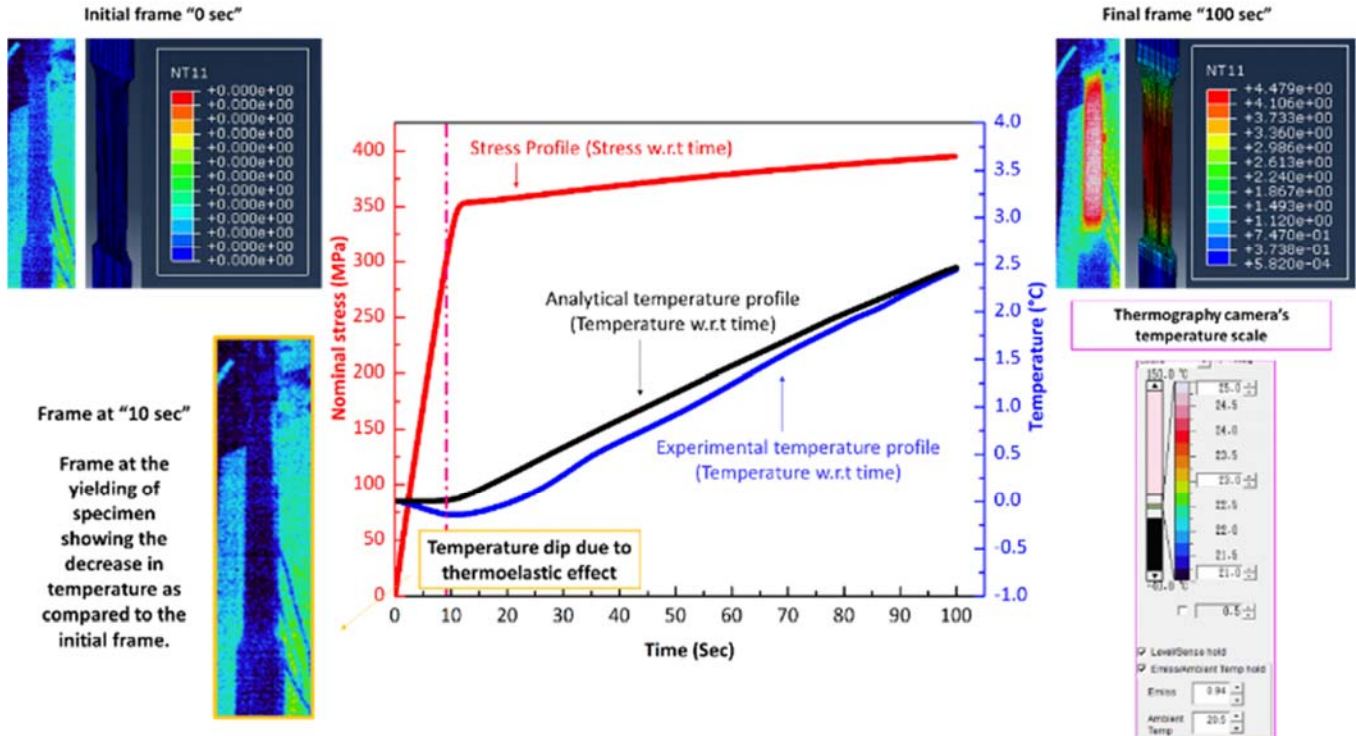 Initial frame “0 sec”
NT11
+0.000e+00
+0.000e+00
+0.000e+00
+0.000e+00
+0.000e+00
+0.000e+00
+0.000e+00
+0.000e+00
+0.000e+00
+0.000e+00
+0.000e+00
+0.000e+00
+0.000e+00
Frame at “10 sec”
Frame at the
yielding of
specimen
showing the
decrease in
temperature as
compared to the
initial frame.
Nominal stress (MPa)
400
350
300
250
200
150
100
50
0
Stress Profile (Stress w.r.t time)
Analytical temperature profile
(Temperature w.r.t time)
Experimental temperature profile
(Temperature w.r.t time)
Temperature dip due to
thermoelastic effect
0 10 20 30 40 50 60 70 80 90 100
Time (Sec)
4.0
3.5
3.0
2.5
2.0
1.5
1.0
0.5
0.0
-0.5
-1.0
Temperature (°C)
Final frame “100 sec”
NT11
+4.479e+00
+4.106e+00
+3.733e+00
+3.360e+00
+2.986e+00
+2.613e+00
+2.240e+00
+1.867e+00
+1.493e+00
+1.120e+00
+7.470e-01
+3.738e-01
+5.820e-04
Thermography camera’s
temperature scale
150.0 °C
25.0
24.5
24.0
23.5
23.0
22.5
22.0
21.5
21.0
0.5
Level/Sense hold
Emiss/Ambient Temp hold
Emiss 0.94
Ambient
Temp 20.5